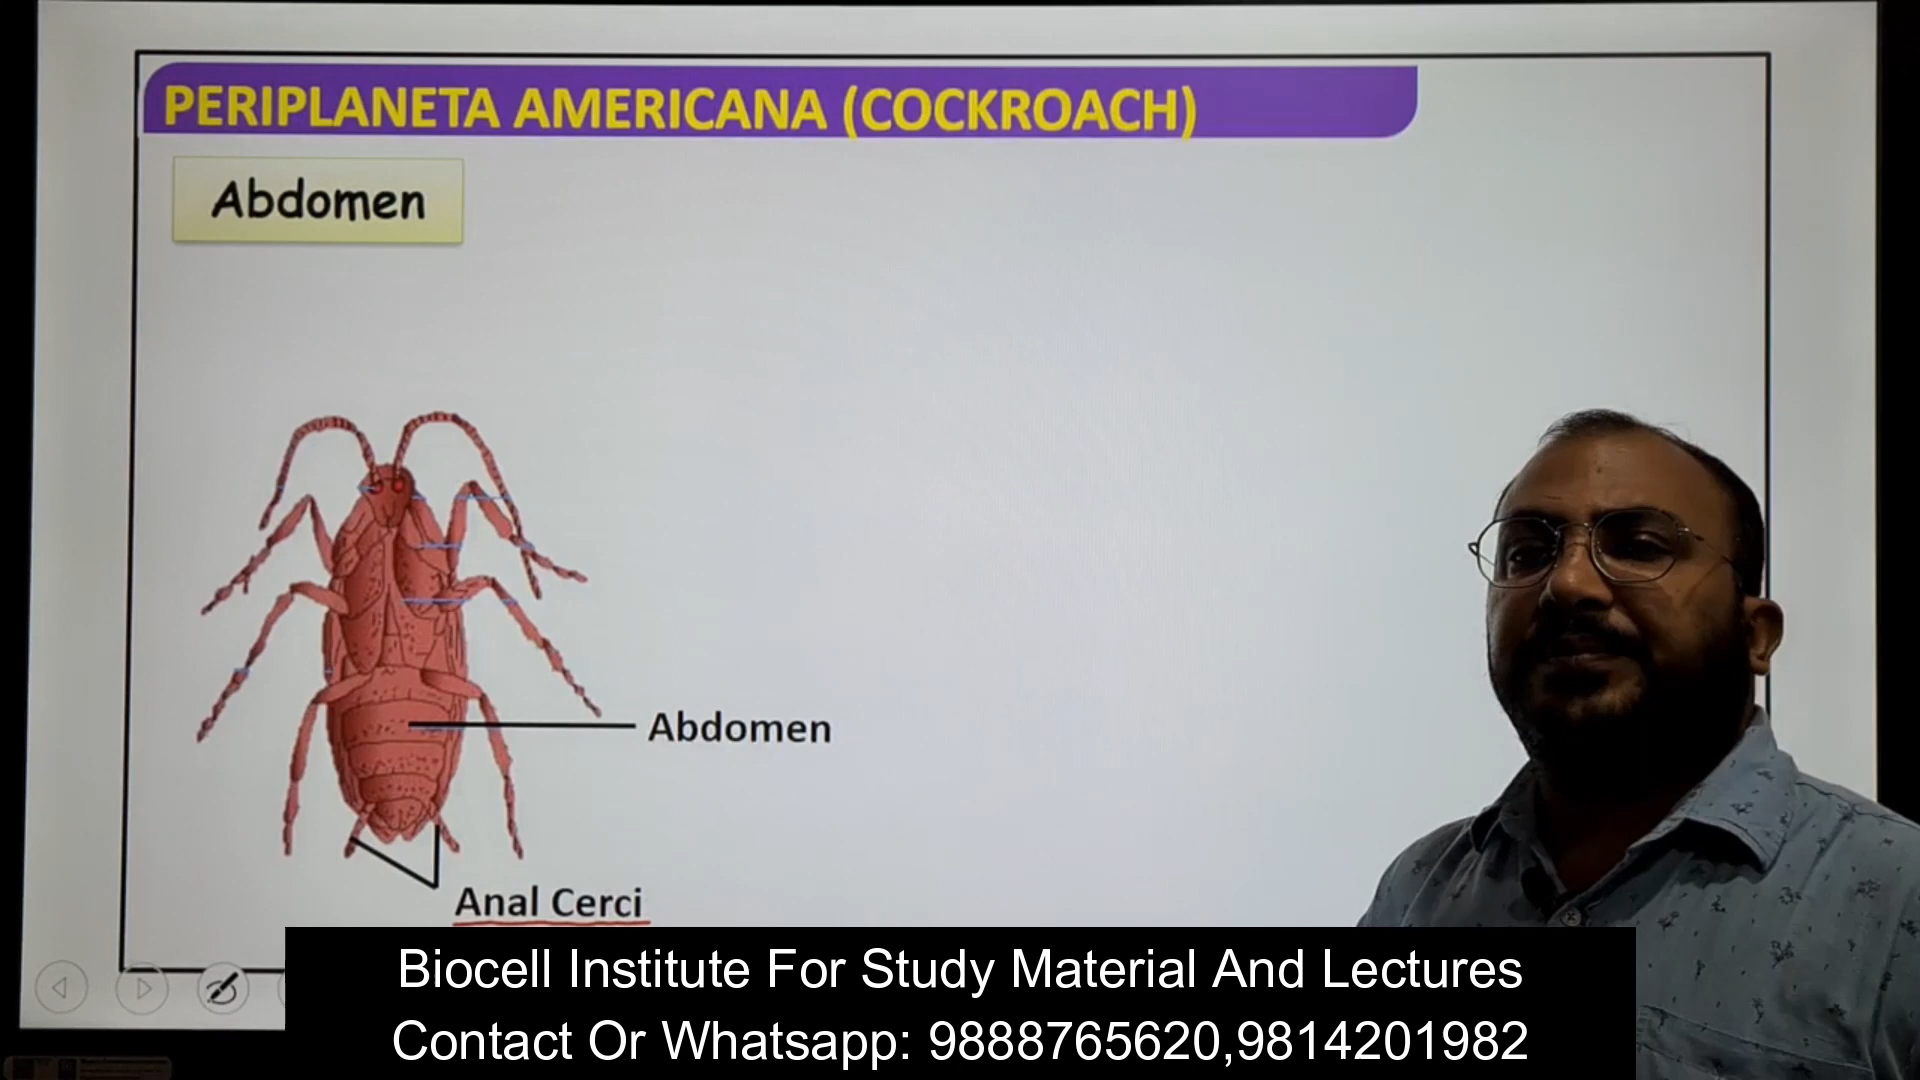 PERIPLANETA AMERICANA (COCKROACH)
Abdomen
Abdomen
Anal Cerci
Biocell Institute For Study Material And Lectures
Contact Or Whatsapp: 9888765620,9814201982